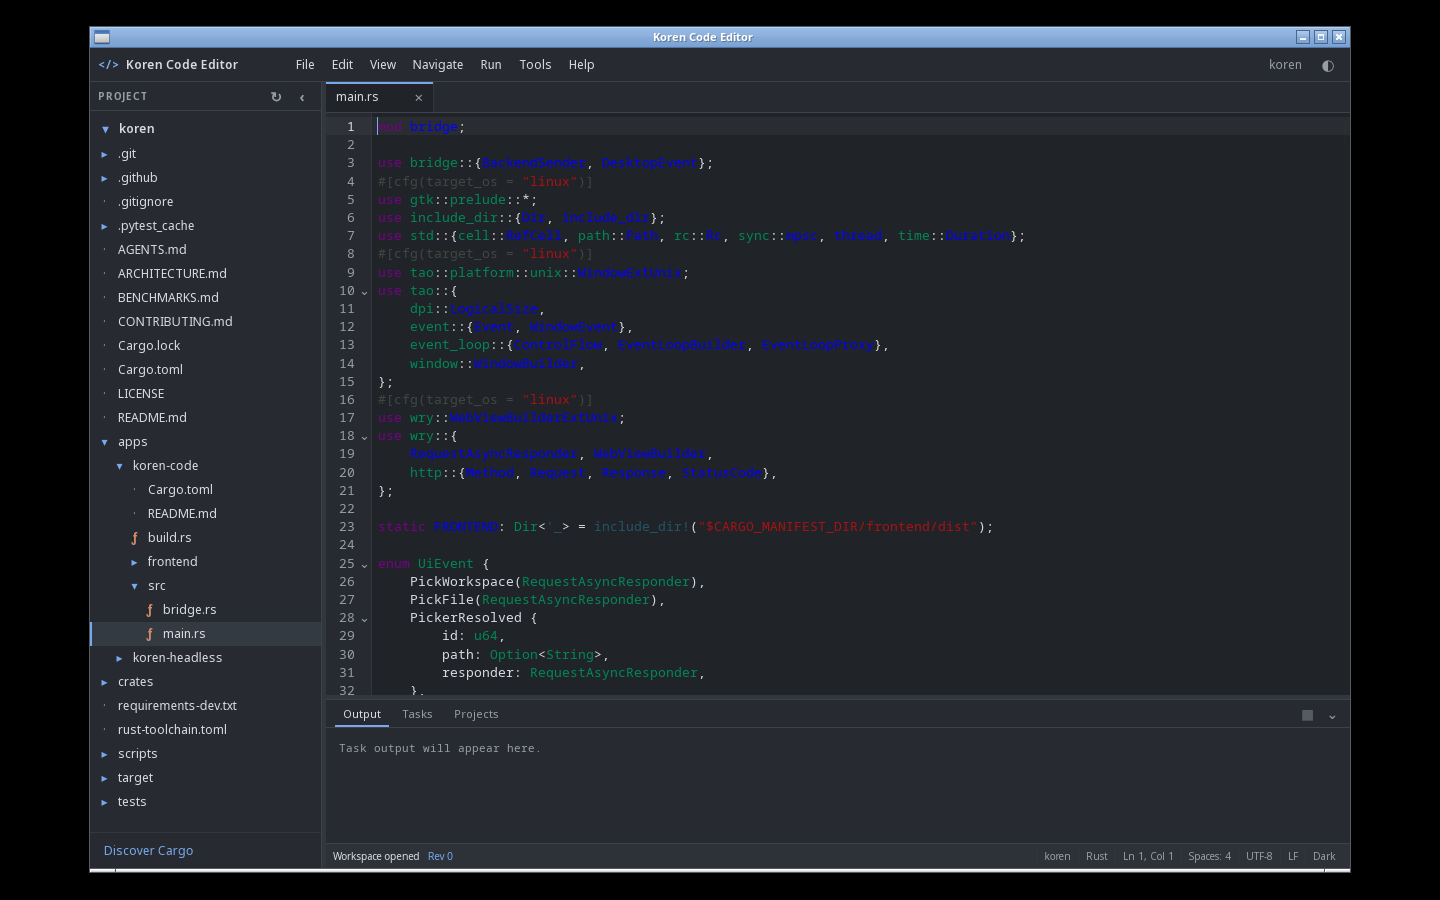 Koren Code Editor
</> Koren Code Editor File Edit View Navigate Run Tools Help koren
PROJECT
main.rs ×
koren
.git
.github
.gitignore
.pytest_cache
AGENTS.md
ARCHITECTURE.md
BENCHMARKS.md
CONTRIBUTING.md
Cargo.lock
Cargo.toml
LICENSE
README.md
apps
koren-code
Cargo.toml
README.md
ƒ build.rs
frontend
src
ƒ bridge.rs
ƒ main.rs
koren-headless
crates
requirements-dev.txt
rust-toolchain.toml
scripts
target
tests
Discover Cargo
1 mod bridge;
2
3 use bridge::{BackendSender, DesktopEvent};
4 #[cfg(target_os = "linux")]
5 use gtk::prelude::*;
6 use include_dir::{Dir, include_dir};
7 use std::{cell::RefCell, path::Path, rc::Rc, sync::mpsc, thread, time::Duration};
8 #[cfg(target_os = "linux")]
9 use tao::platform::unix::WindowExtUnix;
10 use tao::{
11     dpi::LogicalSize,
12     event::{Event, WindowEvent},
13     event_loop::{ControlFlow, EventLoopBuilder, EventLoopProxy},
14     window::WindowBuilder,
15 };
16 #[cfg(target_os = "linux")]
17 use wry::WebViewBuilderExtUnix;
18 use wry::{
19     RequestAsyncResponder, WebViewBuilder,
20     http::{Method, Request, Response, StatusCode},
21 };
22
23 static FRONTEND: Dir<'_> = include_dir!("$CARGO_MANIFEST_DIR/frontend/dist");
24
25 enum UiEvent {
26     PickWorkspace(RequestAsyncResponder),
27     PickFile(RequestAsyncResponder),
28     PickerResolved {
29         id: u64,
30         path: Option<String>,
31         responder: RequestAsyncResponder,
32     },
Output Tasks Projects
Task output will appear here.
Workspace opened Rev 0 koren Rust Ln 1, Col 1 Spaces: 4 UTF-8 LF Dark